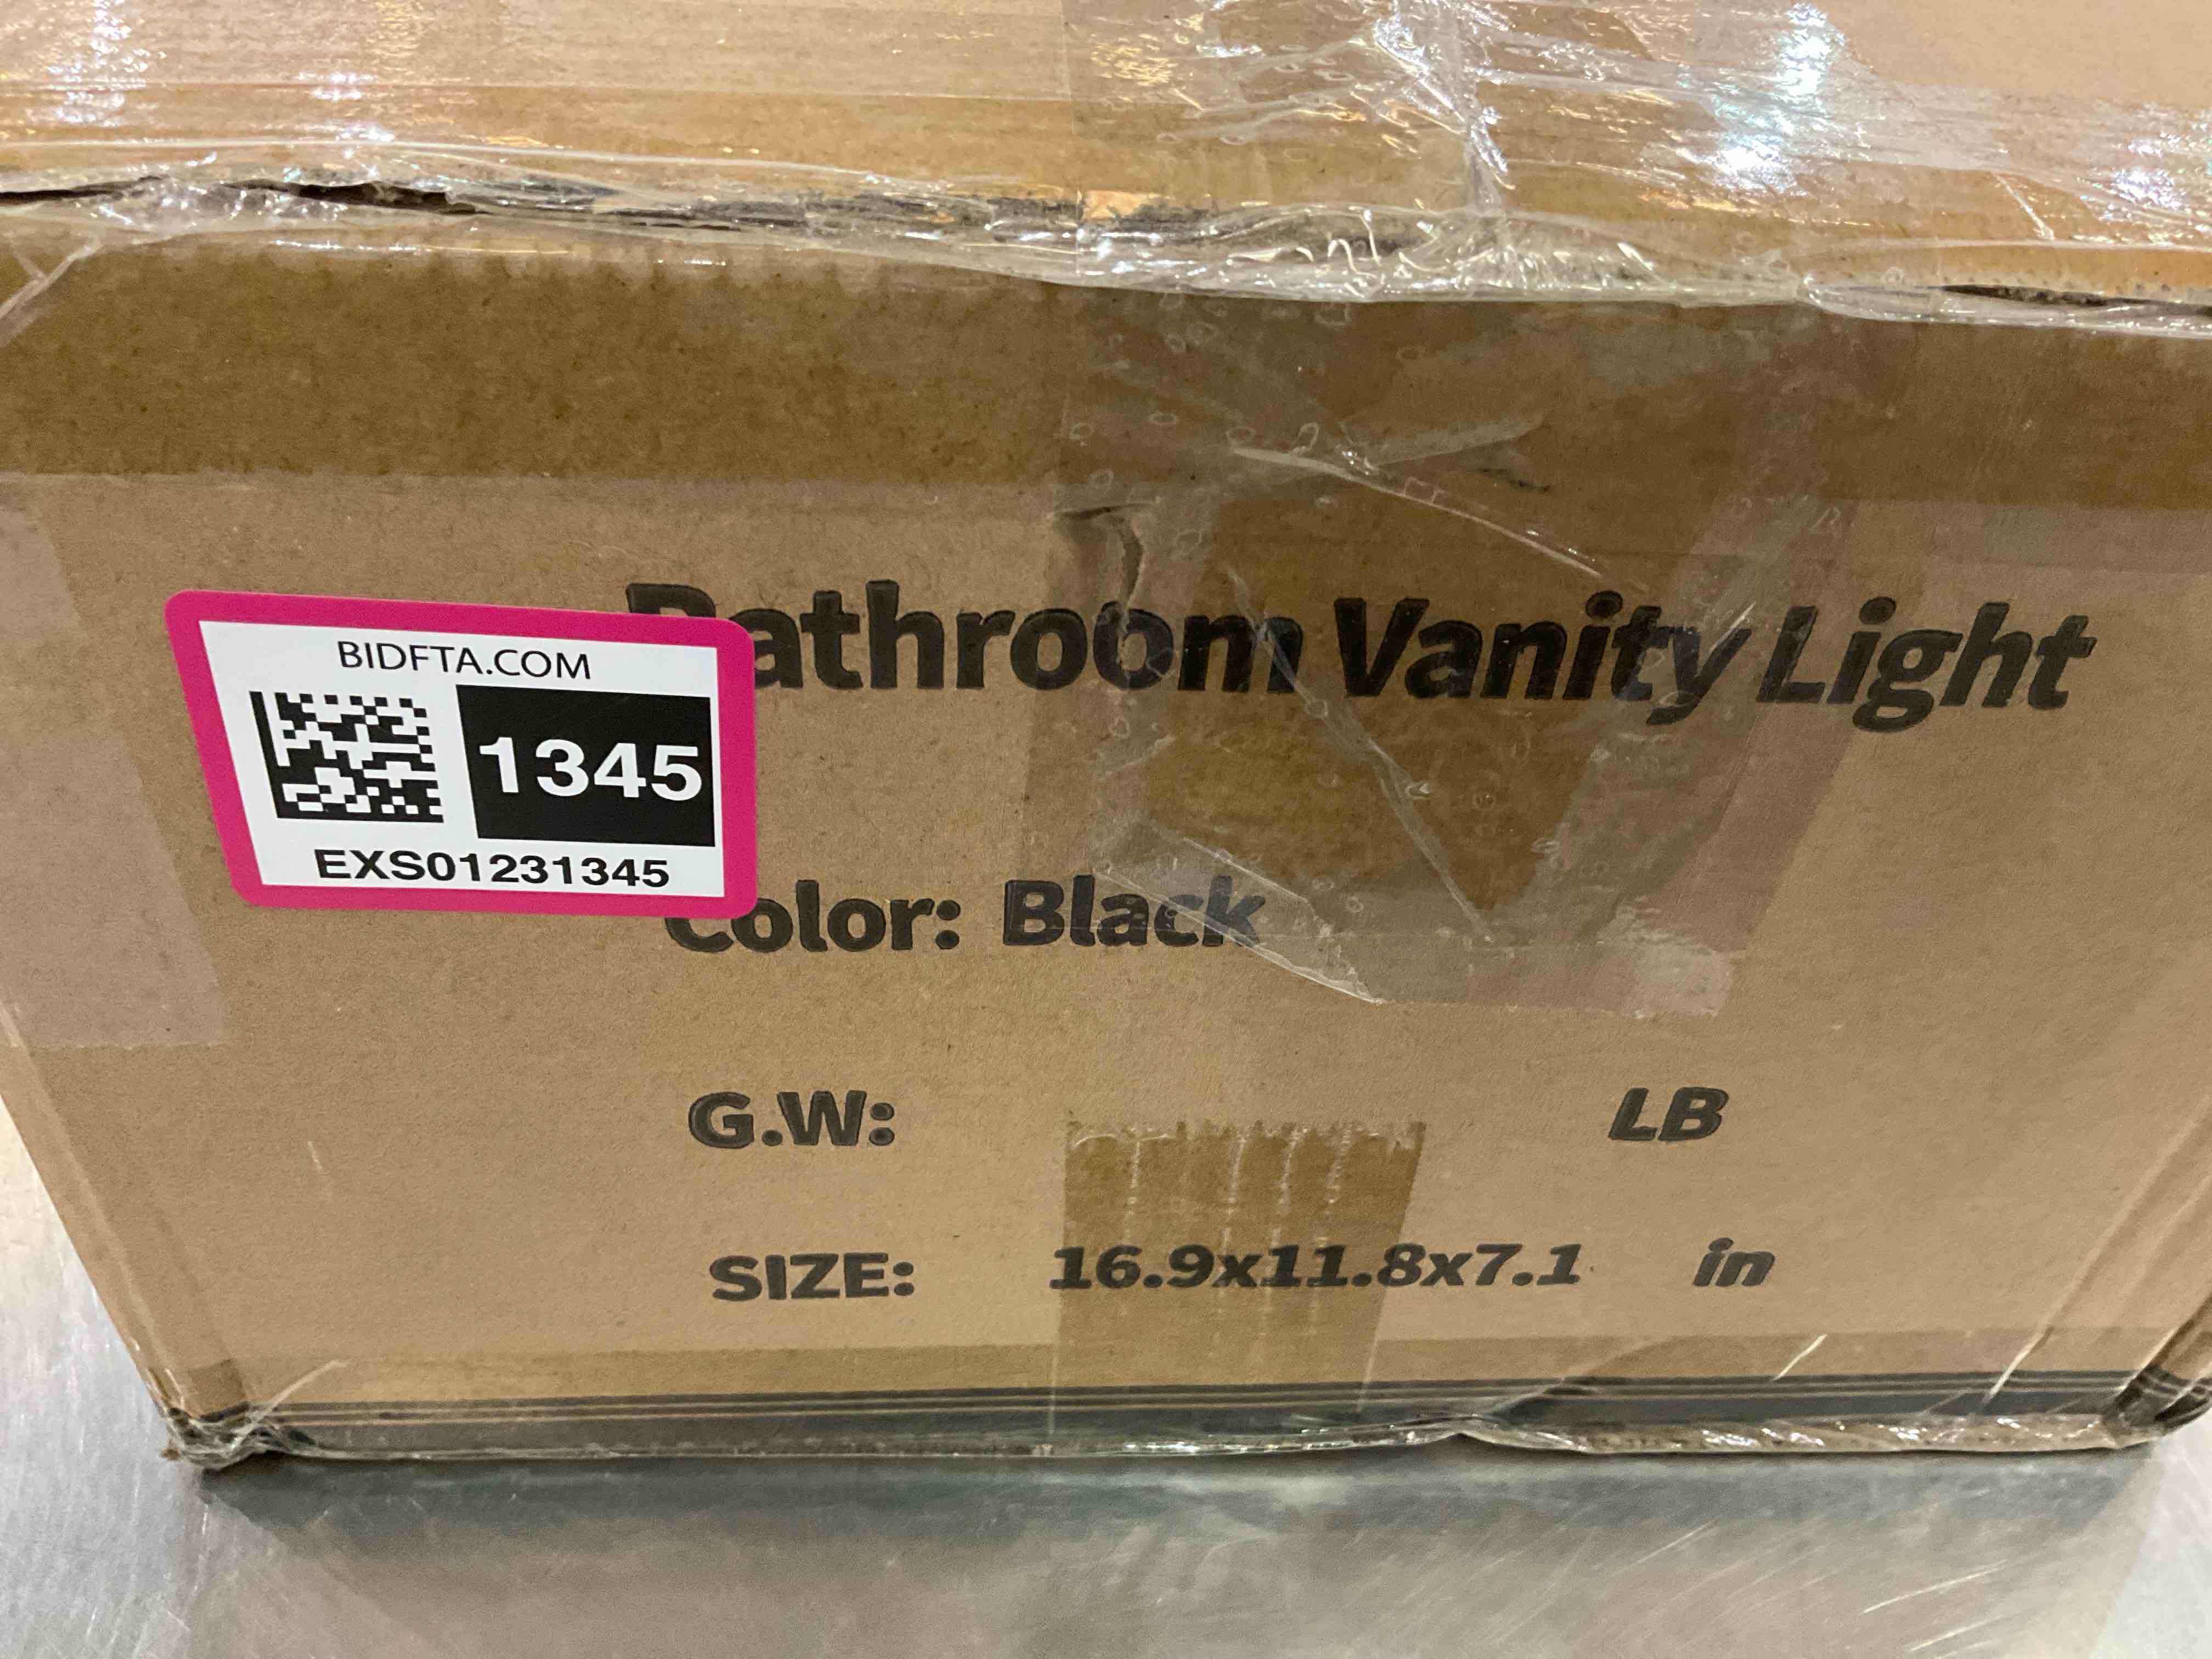 Bathroom Vanity Light
BIDFTA.COM
1345
EXS01231345
Color: Black
G.W: LB
SIZE: 16.9x11.8x7.1 in